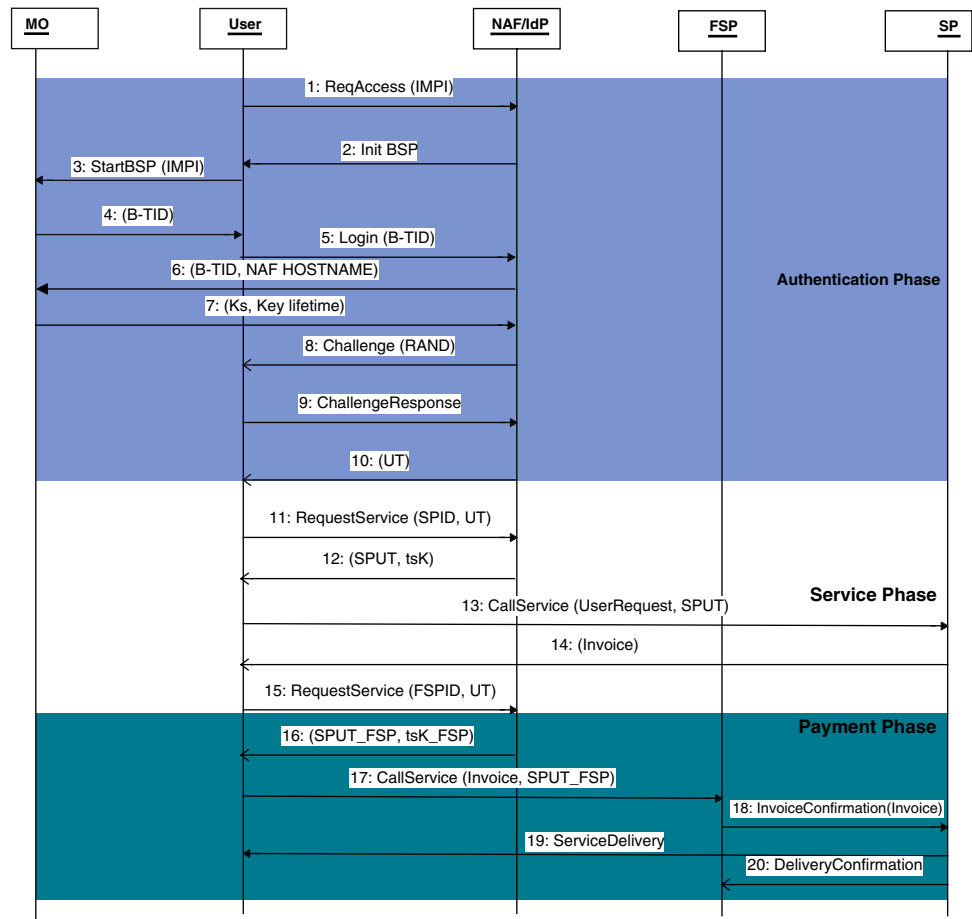 MO
User
NAF/IdP
FSP
SP
1: ReqAccess (IMPI)
2: Init BSP
3: StartBSP (IMPI)
4: (B-TID)
5: Login (B-TID)
6: (B-TID, NAF HOSTNAME)
Authentication Phase
7: (Ks, Key lifetime)
8: Challenge (RAND)
9: ChallengeResponse
10: (UT)
11: RequestService (SPID, UT)
12: (SPUT, tsK)
Service Phase
13: CallService (UserRequest, SPUT)
14: (Invoice)
15: RequestService (FSPID, UT)
Payment Phase
16: (SPUT_FSP, tsK_FSP)
17: CallService (Invoice, SPUT_FSP)
18: InvoiceConfirmation(Invoice)
19: ServiceDelivery
20: DeliveryConfirmation